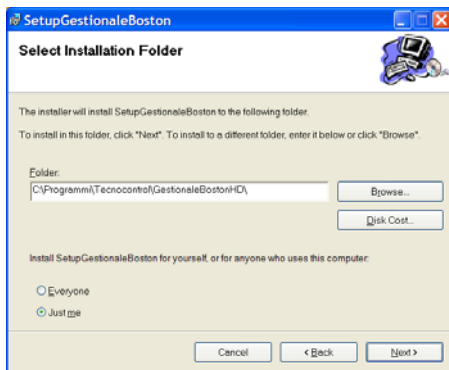 SetupGestionaleBoston
Select Installation Folder
The installer will install SetupGestionaleBoston to the following folder.
To install in this folder, click "Next". To install to a different folder, enter it below or click "Browse".
Folder:
C:\Programmi\Tecnocontrol\GestionaleBostonHD\
Browse...
Disk Cost...
Install SetupGestionaleBoston for yourself, or for anyone who uses this computer:
Everyone
Just me
Cancel
< Back
Next >